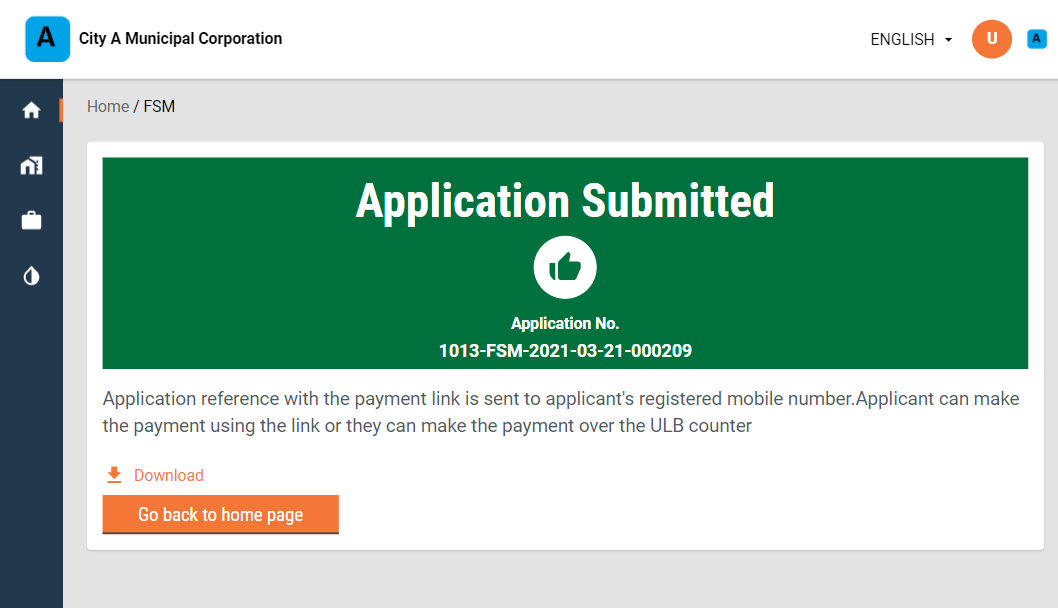 A
City A Municipal Corporation
ENGLISH
U
A
Home / FSM
Application Submitted
Application No.
1013-FSM-2021-03-21-000209
Application reference with the payment link is sent to applicant's registered mobile number.Applicant can make
the payment using the link or they can make the payment over the ULB counter
Download
Go back to home page